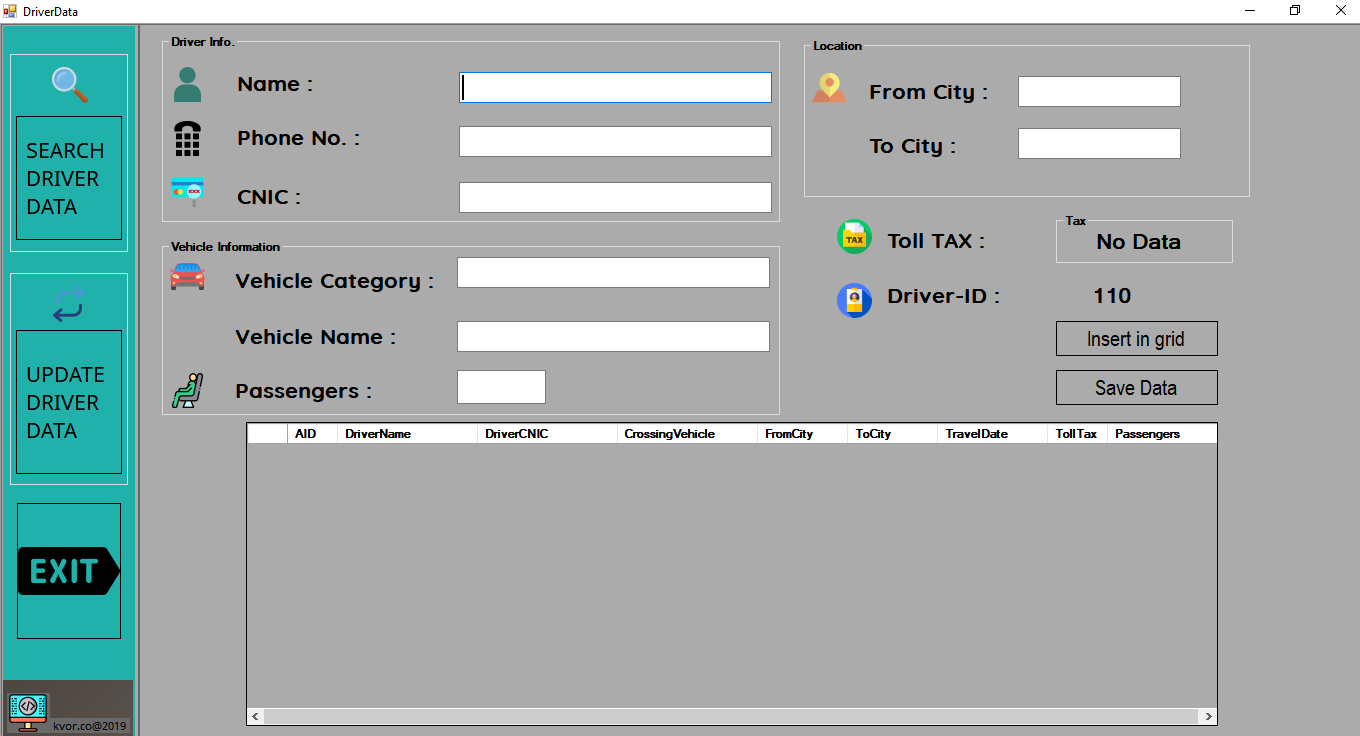 DriverData
SEARCH
DRIVER
DATA
UPDATE
DRIVER
DATA
EXIT
kvor.co@2019
Driver Info.
Name :
Phone No. :
XXX
CNIC :
Vehicle Information
Vehicle Category :
Vehicle Name :
Passengers :
Location
From City :
To City :
TAX
Toll TAX :
Tax
No Data
Driver-ID :
110
Insert in grid
Save Data
AID DriverName DriverCNIC CrossingVehicle FromCity ToCity TravelDate TollTax Passengers